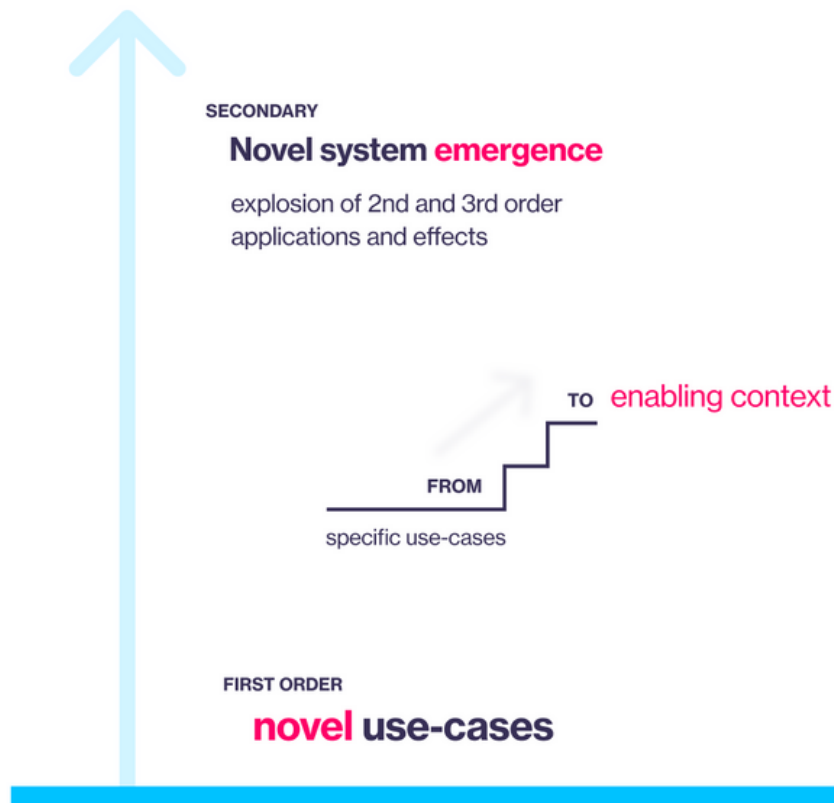 SECONDARY
Novel system emergence
explosion of 2nd and 3rd order
applications and effects
TO enabling context
FROM
specific use-cases
FIRST ORDER
novel use-cases